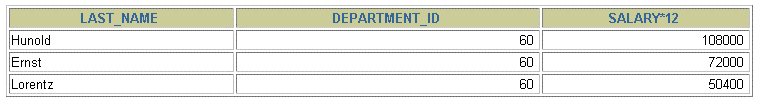 LAST_NAME DEPARTMENT_ID SALARY*12
Hunold 60 108000
Ernst 60 72000
Lorentz 60 50400